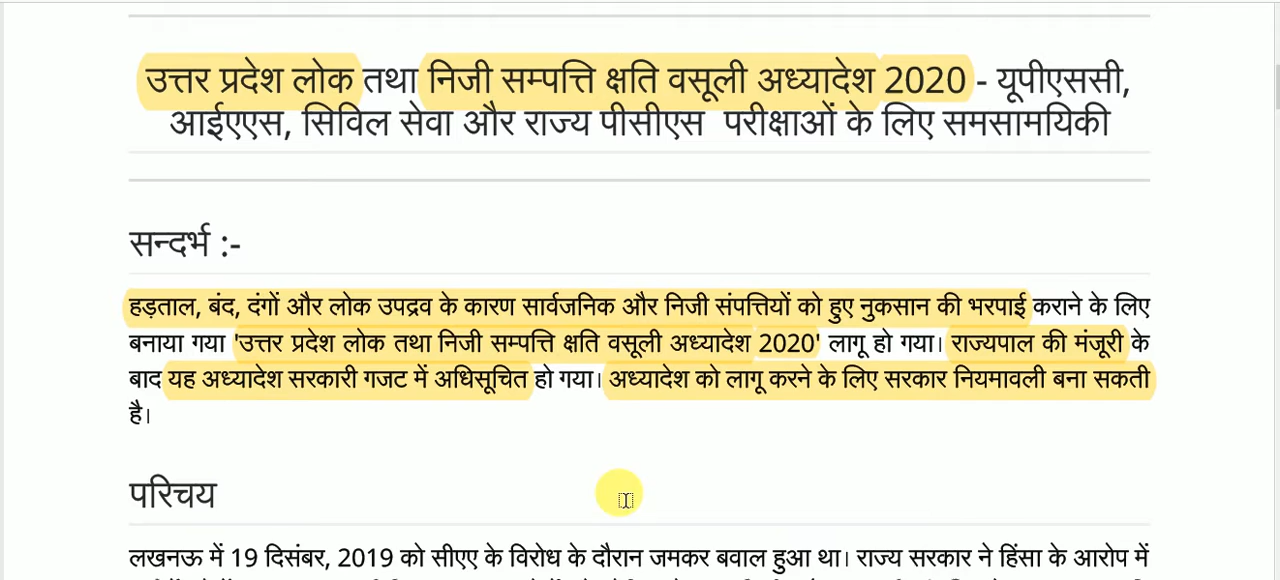 उत्तर प्रदेश लोक तथा निजी सम्पत्ति क्षति वसूली अध्यादेश 2020 - यूपीएससी,
आईएएस, सिविल सेवा और राज्य पीसीएस परीक्षाओं के लिए समसामयिकी
सन्दर्भ :-
हड़ताल, बंद, दंगों और लोक उपद्रव के कारण सार्वजनिक और निजी संपत्तियों को हुए नुकसान की भरपाई कराने के लिए
बनाया गया 'उत्तर प्रदेश लोक तथा निजी सम्पत्ति क्षति वसूली अध्यादेश 2020' लागू हो गया। राज्यपाल की मंजूरी के
बाद यह अध्यादेश सरकारी गजट में अधिसूचित हो गया। अध्यादेश को लागू करने के लिए सरकार नियमावली बना सकती
है।
परिचय
लखनऊ में 19 दिसंबर, 2019 को सीएए के विरोध के दौरान जमकर बवाल हुआ था। राज्य सरकार ने हिंसा के आरोप में